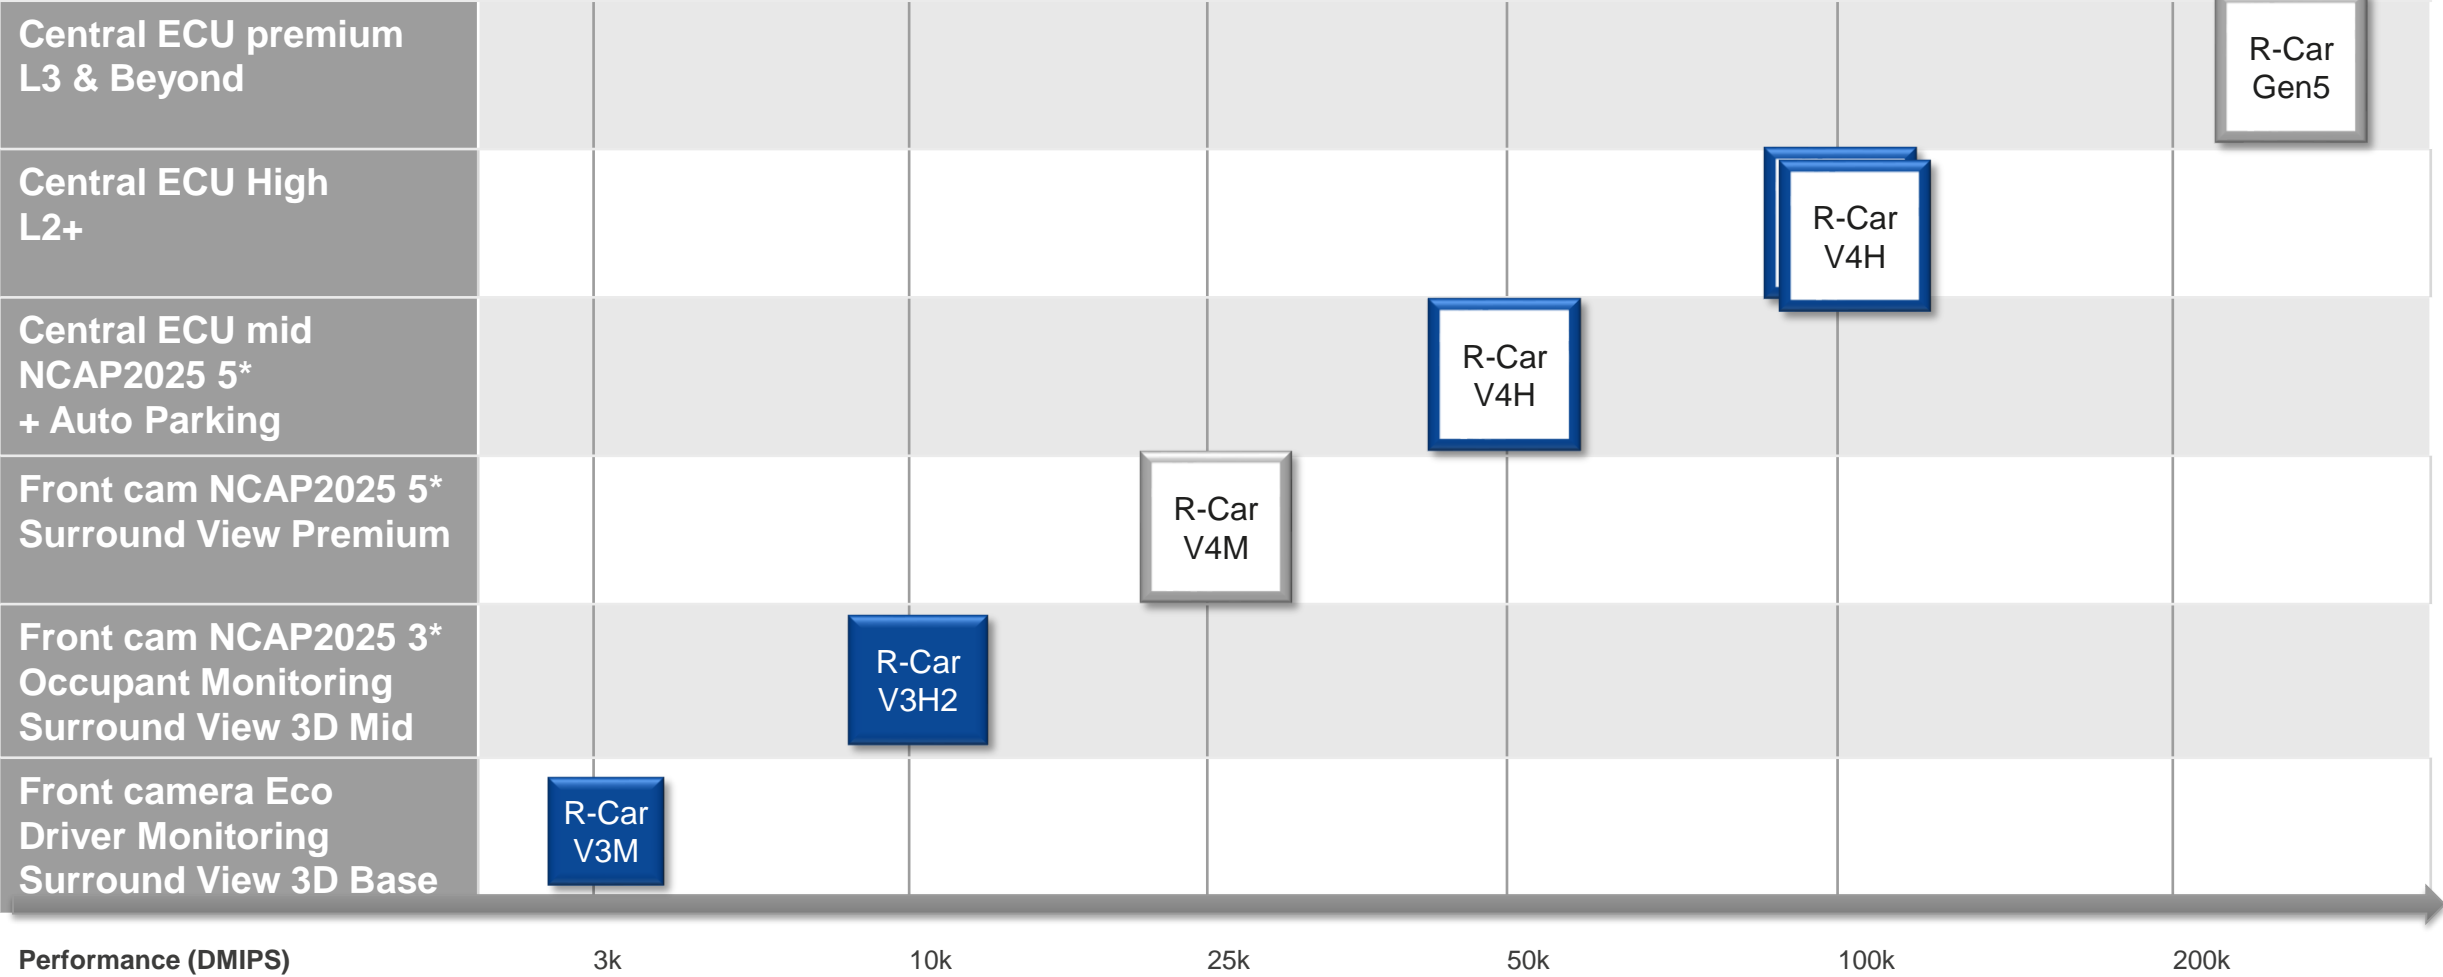 Central ECU premium
L3 & Beyond
R-Car
Gen5
Central ECU High
L2+
R-Car
V4H
Central ECU mid
NCAP2025 5*
+ Auto Parking
R-Car
V4H
Front cam NCAP2025 5*
Surround View Premium
R-Car
V4M
Front cam NCAP2025 3*
Occupant Monitoring
Surround View 3D Mid
R-Car
V3H2
Front camera Eco
Driver Monitoring
Surround View 3D Base
R-Car
V3M
Performance (DMIPS) 3k 10k 25k 50k 100k 200k